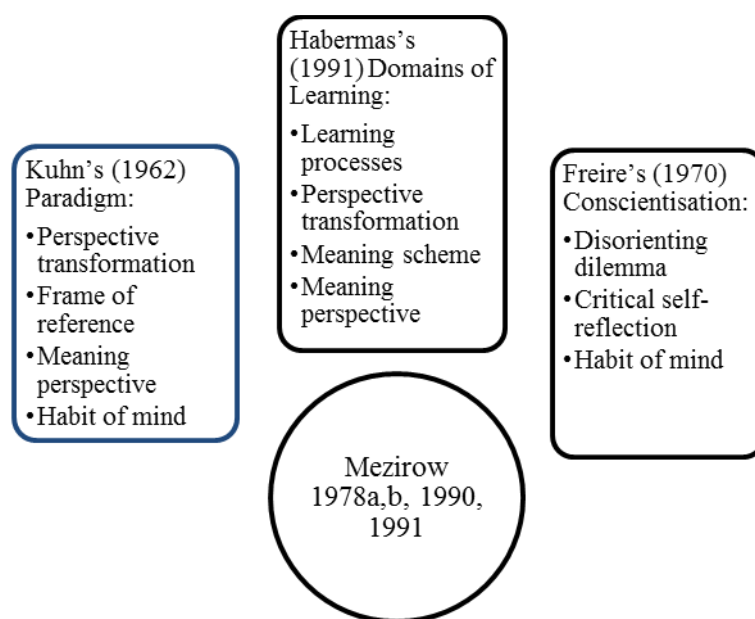 Kuhn's (1962)
Paradigm:
•Perspective
transformation
•Frame of
reference
•Meaning
perspective
•Habit of mind
Habermas's
(1991) Domains of
Learning:
•Learning
processes
•Perspective
transformation
•Meaning scheme
•Meaning
perspective
Freire's (1970)
Conscientisation:
•Disorienting
dilemma
•Critical self-
reflection
•Habit of mind
Mezirow
1978a,b, 1990,
1991